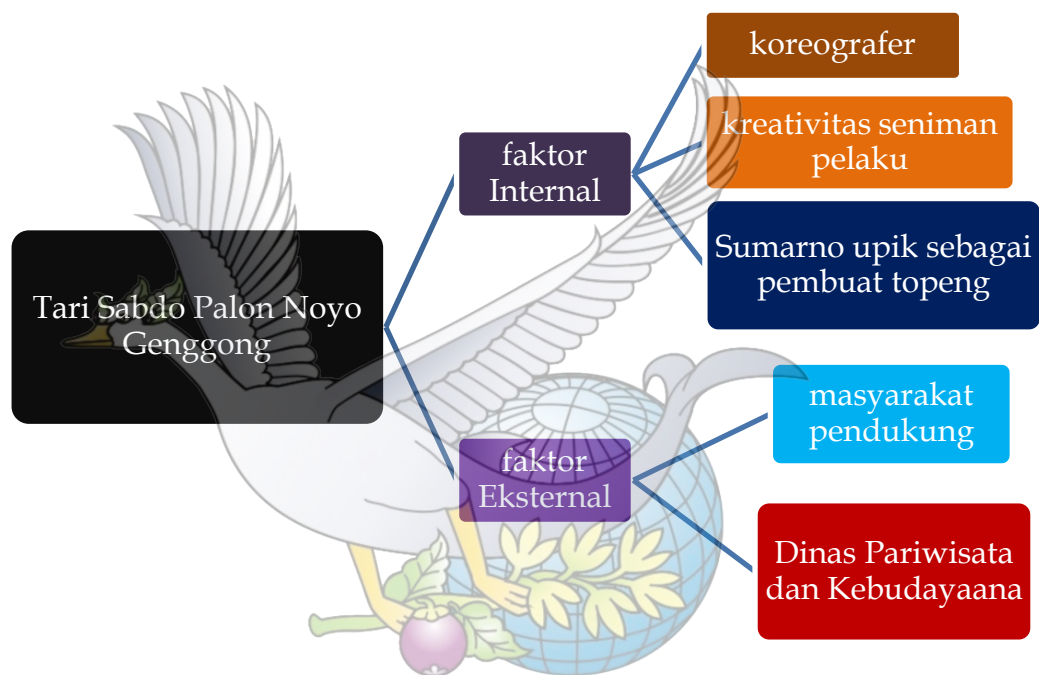 Tari Sabdo Palon Noyo
Genggong
faktor
Internal
koreografer
kreativitas seniman
pelaku
Sumarno upik sebagai
pembuat topeng
faktor
Eksternal
masyarakat
pendukung
Dinas Pariwisata
dan Kebudayaana